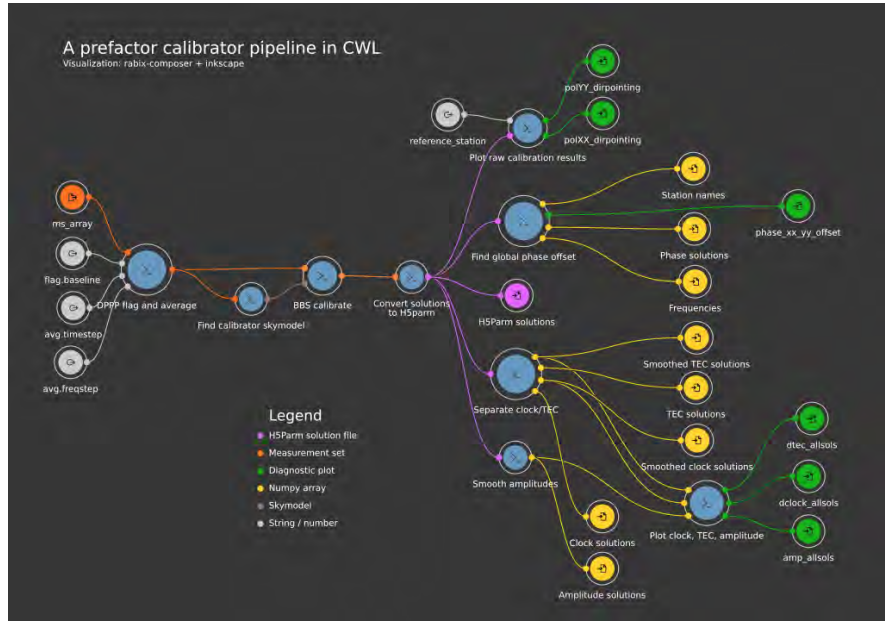 A prefactor calibrator pipeline in CWL
Visualization: rabix-composer + inkscape
polYY_dirpointing
reference_station
polXX_dirpointing
Plot raw calibration results
Station names
ms_array
phase_xx_yy_offset
Find global phase offset
Phase solutions
flag.baseline
DPPP flag and average
BBS calibrate
Convert solutions
to H5parm
Frequencies
avg.timestep
Find calibrator skymodel
H5Parm solutions
Smoothed TEC solutions
avg.freqstep
Separate clock/TEC
TEC solutions
Legend
H5Parm solution file
Measurement set
Diagnostic plot
Numpy array
Skymodel
String / number
dtec_allsols
Smoothed clock solutions
Smooth amplitudes
dclock_allsols
Clock solutions
Plot clock, TEC, amplitude
amp_allsols
Amplitude solutions